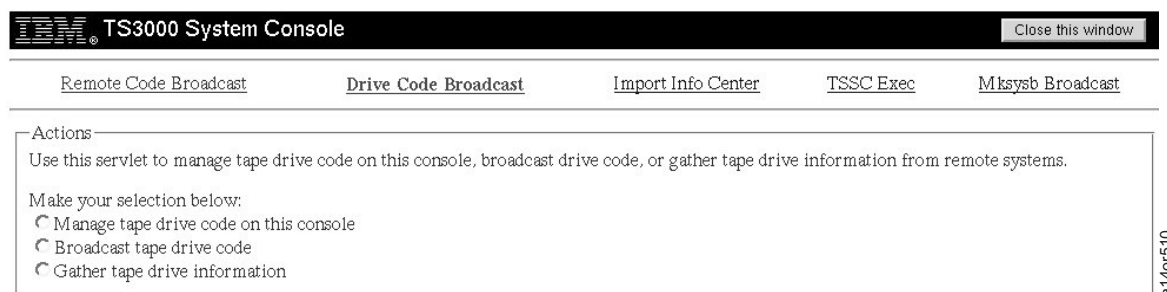 IBM® TS3000 System Console
Close this window
Remote Code Broadcast
Drive Code Broadcast
Import Info Center
TSSC Exec
Mksysb Broadcast
Actions
Use this servlet to manage tape drive code on this console, broadcast drive code, or gather tape drive information from remote systems.
Make your selection below:
Manage tape drive code on this console
Broadcast tape drive code
Gather tape drive information